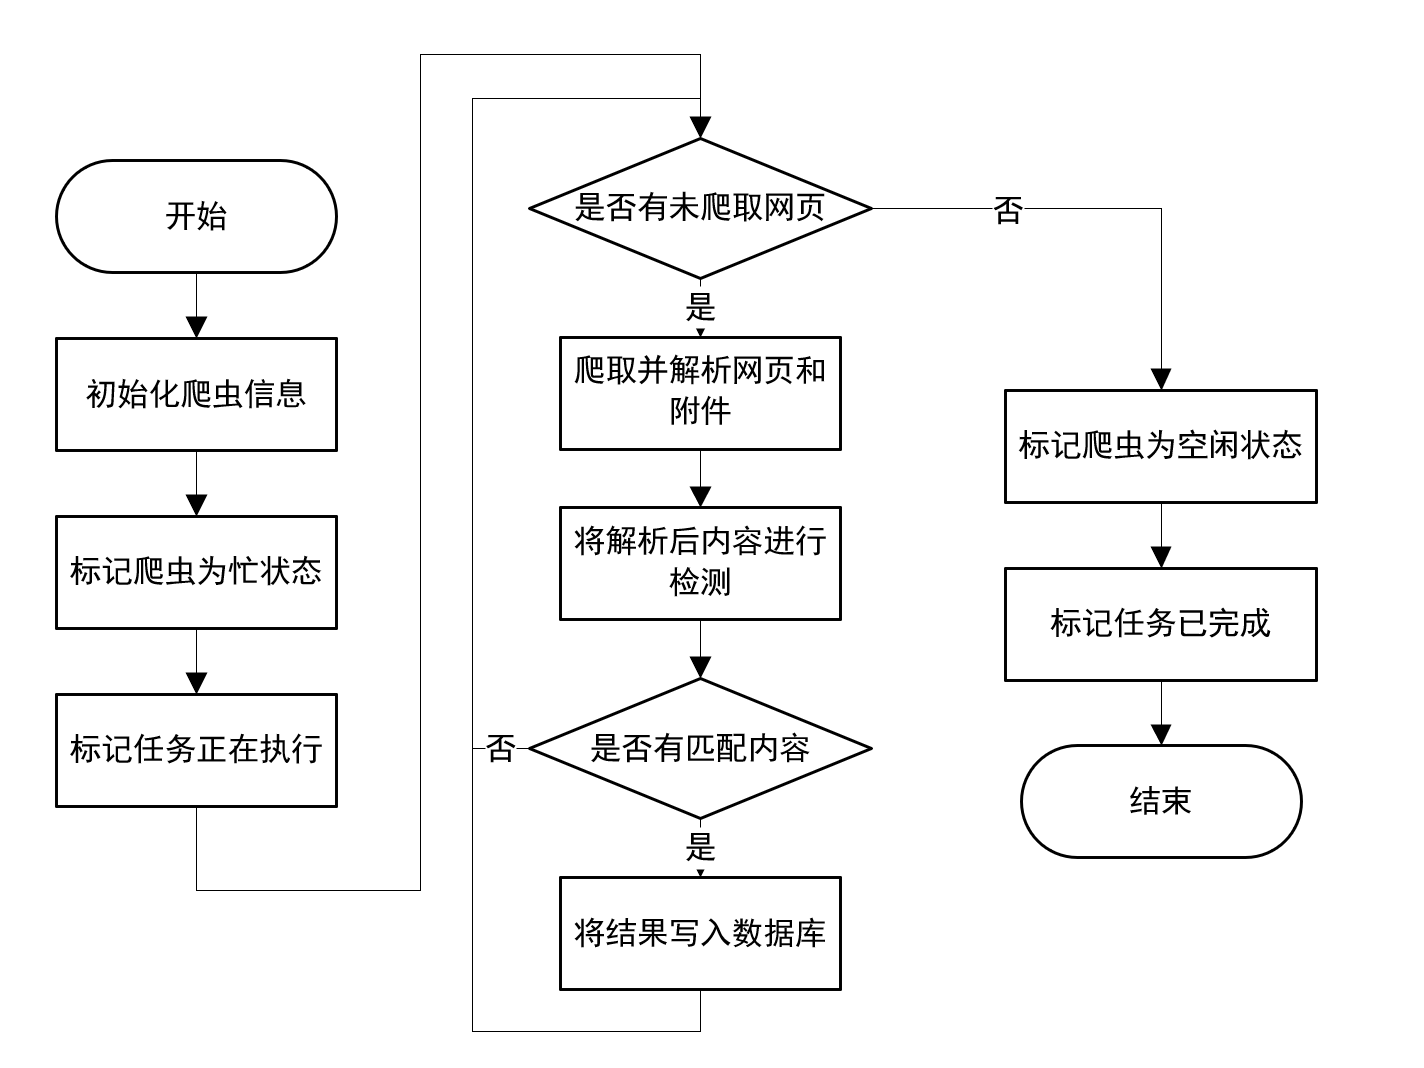 开始
初始化爬虫信息
标记爬虫为忙状态
标记任务正在执行
是否有未爬取网页
是
否
爬取并解析网页和
附件
将解析后内容进行
检测
是否有匹配内容
否
是
将结果写入数据库
标记爬虫为空闲状态
标记任务已完成
结束